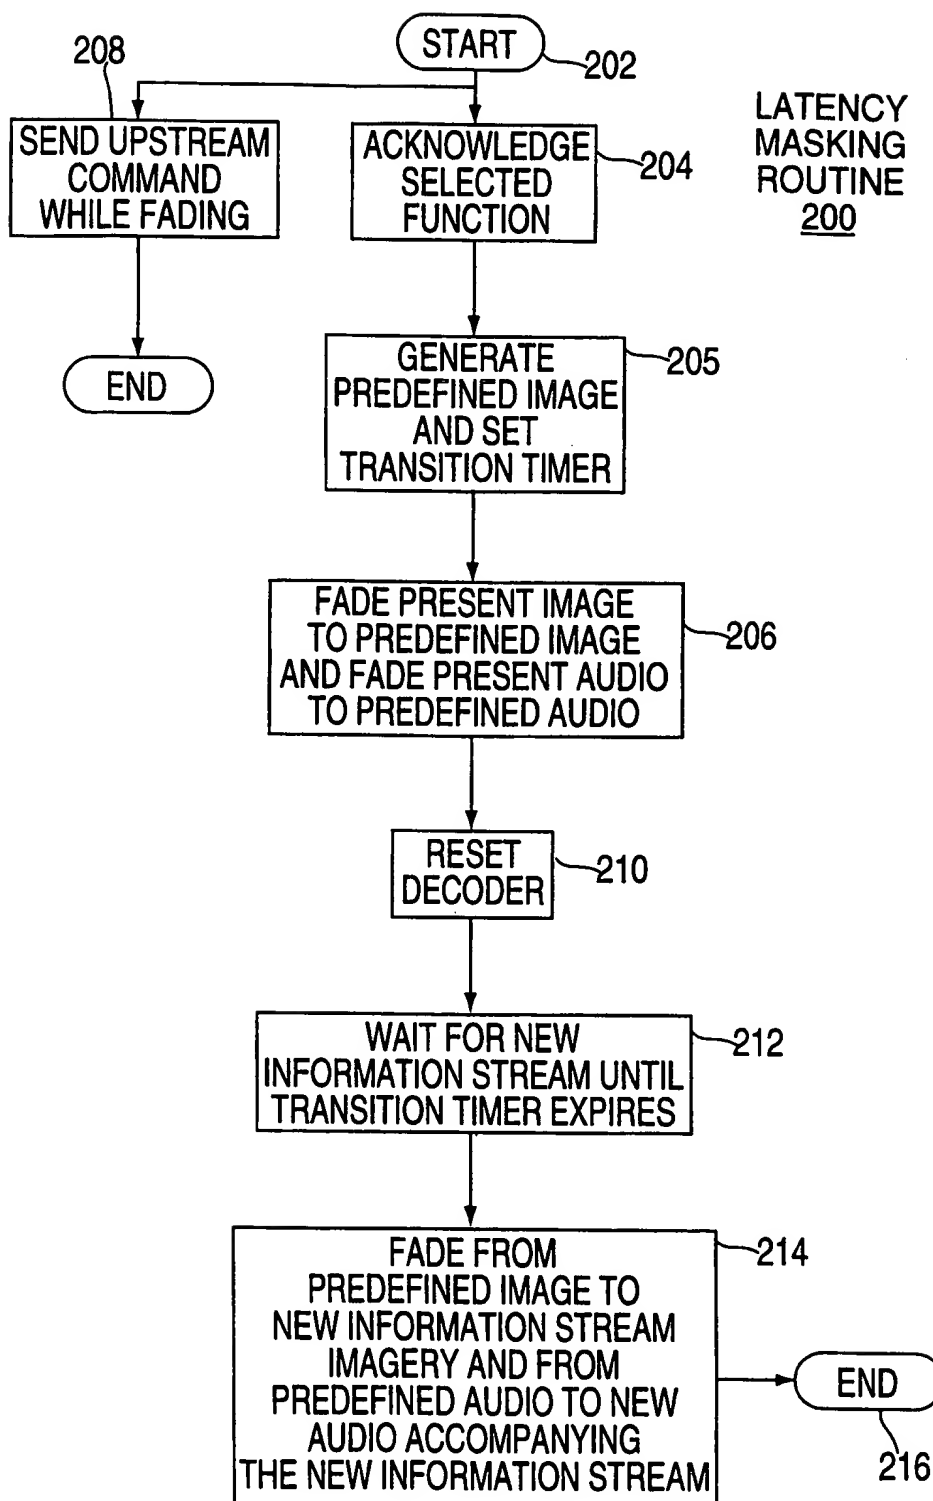 START
202
208
SEND UPSTREAM
COMMAND
WHILE FADING
END
ACKNOWLEDGE
SELECTED
FUNCTION
204
LATENCY
MASKING
ROUTINE
200
GENERATE
PREDEFINED IMAGE
AND SET
TRANSITION TIMER
205
FADE PRESENT IMAGE
TO PREDEFINED IMAGE
AND FADE PRESENT AUDIO
TO PREDEFINED AUDIO
206
RESET
DECODER
210
WAIT FOR NEW
INFORMATION STREAM UNTIL
TRANSITION TIMER EXPIRES
212
FADE FROM
PREDEFINED IMAGE TO
NEW INFORMATION STREAM
IMAGERY AND FROM
PREDEFINED AUDIO TO NEW
AUDIO ACCOMPANYING
THE NEW INFORMATION STREAM
214
END
216